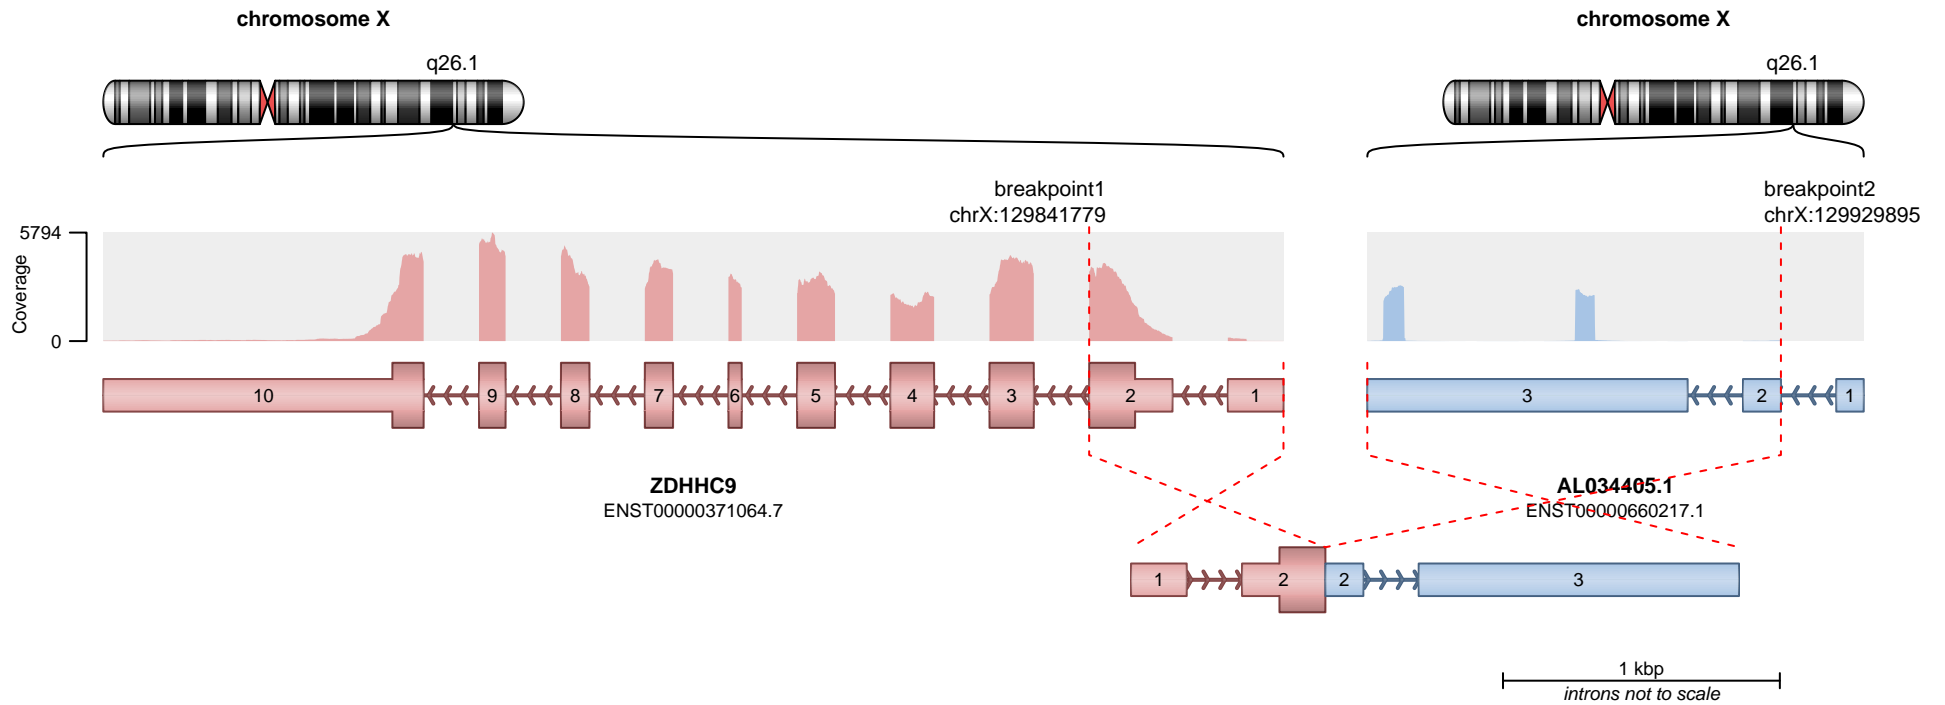 chromosome X
chromosome X
q26.1
q26.1
breakpoint1
chrX:129841779
breakpoint2
chrX:129929895
5794
Coverage
0
10 9 8 7 6 5 4 3 2 1
3 2 1
ZDHHC9
ENST00000371064.7
AL034405.1
ENST00000660217.1
1 2 2 3
1 kbp
introns not to scale